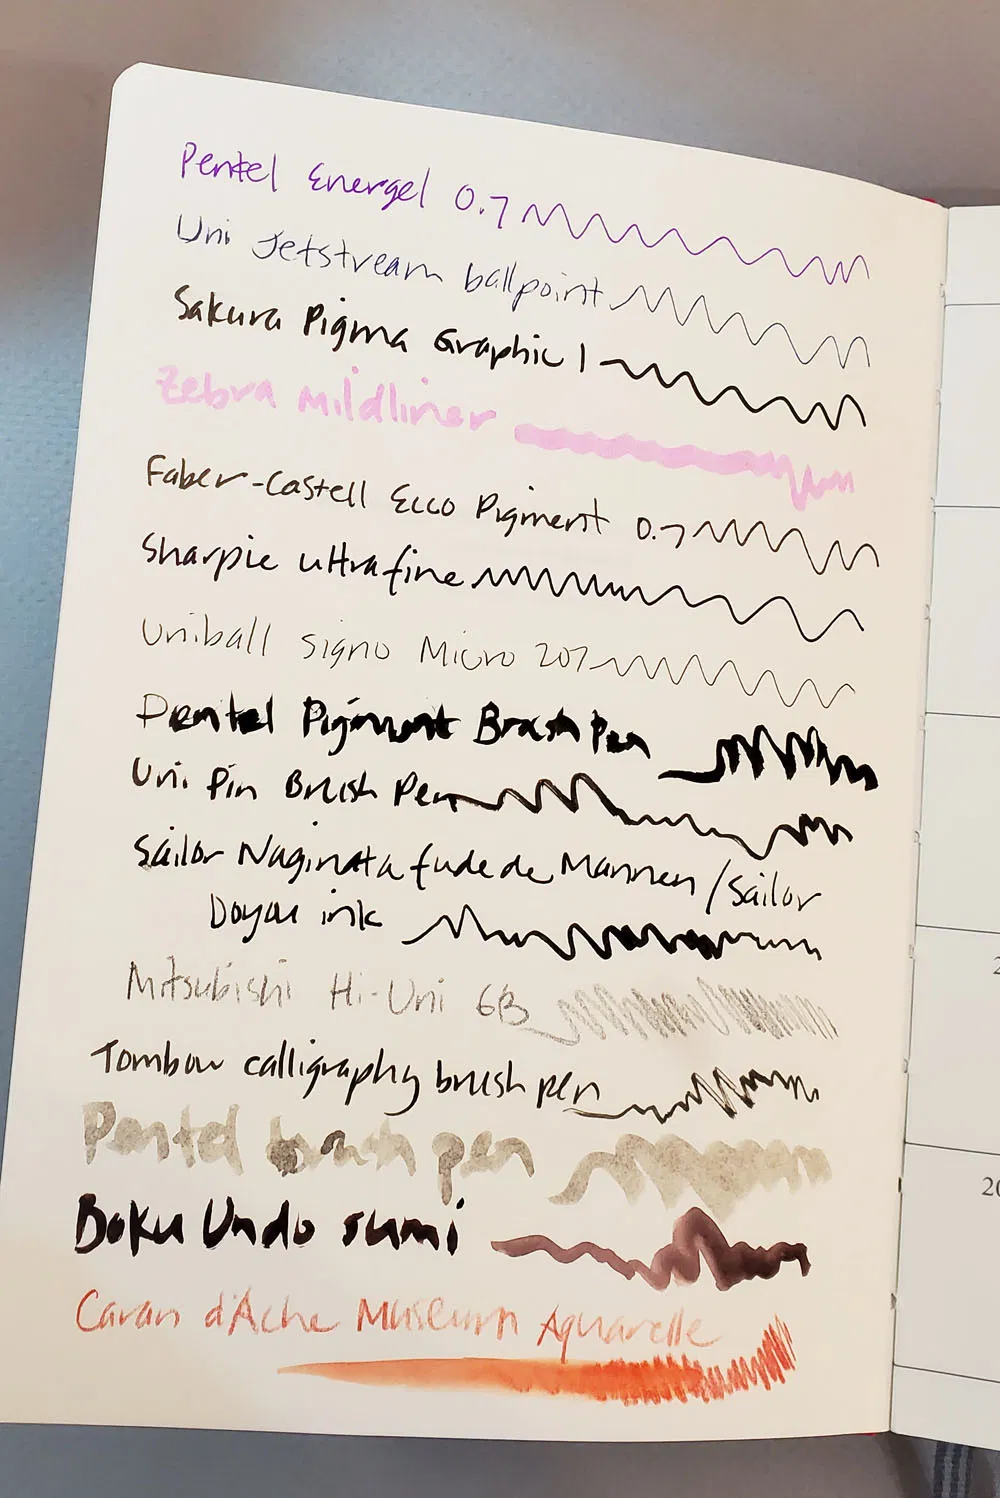 Pentel Energel 0.7
Uni Jetstream ballpoint
Sakura Pigma Graphic 1
Zebra Mildliner
Faber-Castell Ecco Pigment 0.7
Sharpie ultrafine
Uniball signo Micro 207
Pentel Pigment Brush Pen
Uni Pin Brush Pen
Sailor Naginata fude de Mannen / Sailor
Doyou ink
Mitsubishi Hi-Uni 6B
Tombow calligraphy brush pen
Pentel brush pen
Boku Undo sumi
Caran d'Ache Museum Aquarelle
2
20